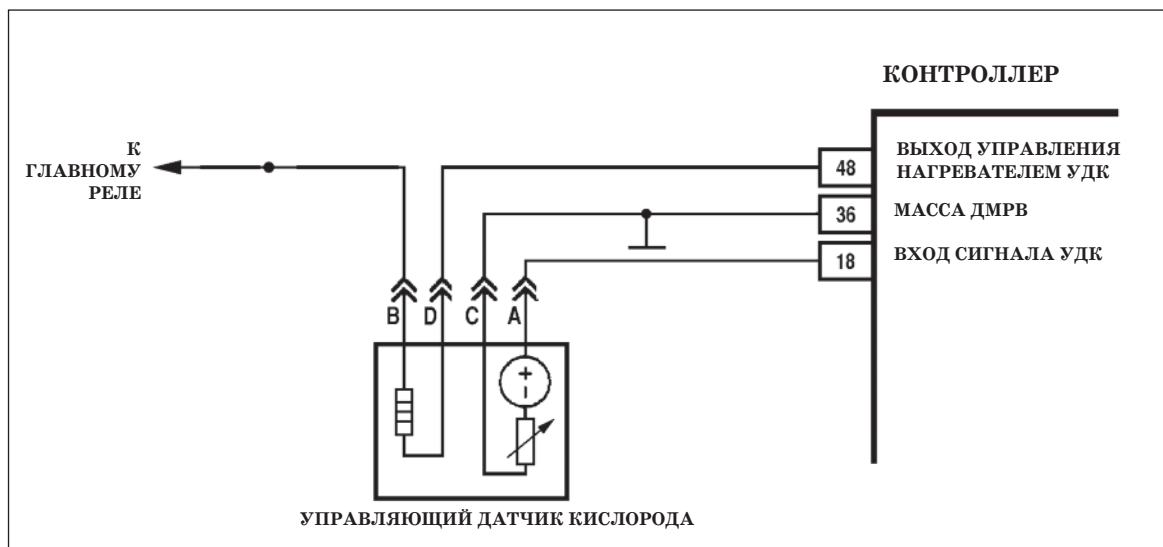 КОНТРОЛЛЕР
К
ГЛАВНОМУ
РЕЛЕ
48
ВЫХОД УПРАВЛЕНИЯ
НАГРЕВАТЕЛЕМ УДК
36
МАССА ДМРВ
18
ВХОД СИГНАЛА УДК
B D C A
+
-
УПРАВЛЯЮЩИЙ ДАТЧИК КИСЛОРОДА